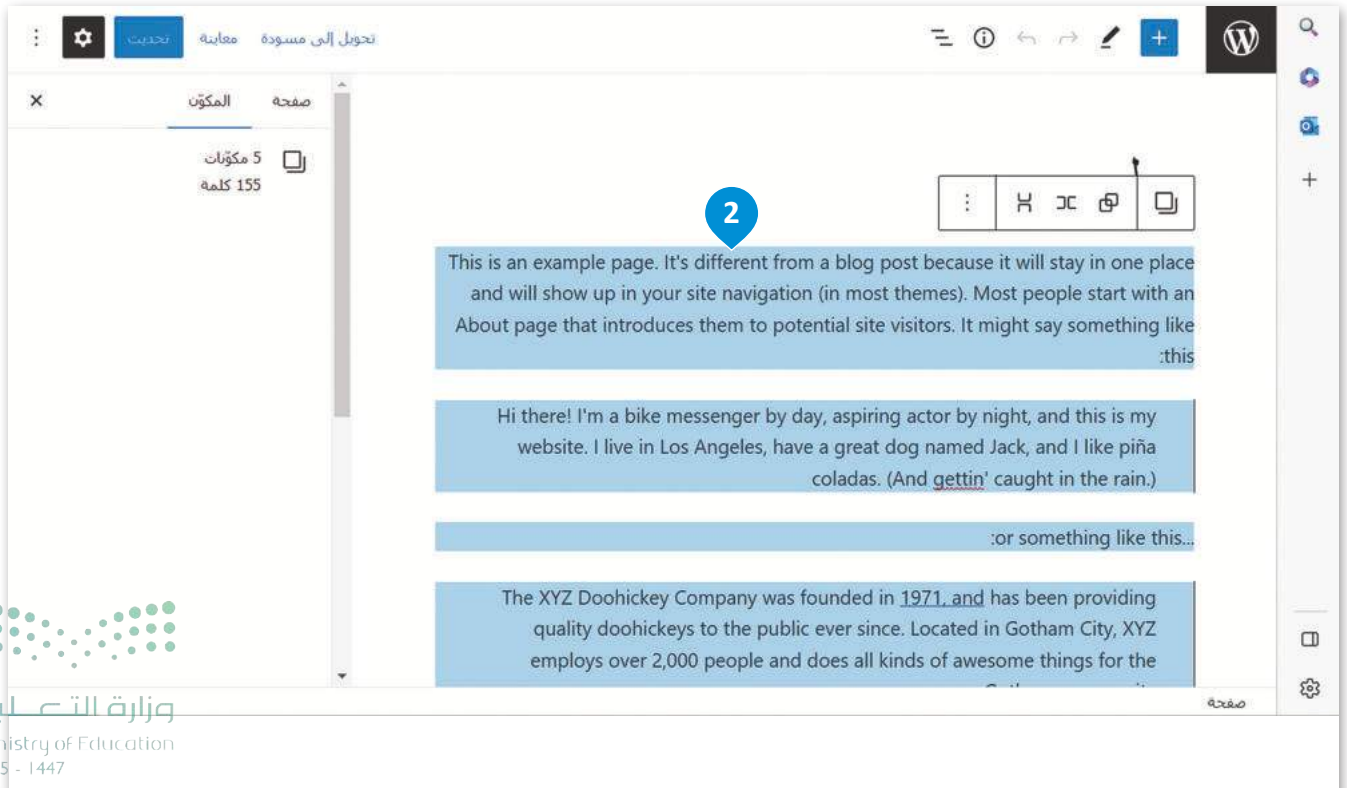 تحويل إلى مسودة
معاينة
تحديث
صفحة
المكوّن
5 مكوّنات
155 كلمة
2
This is an example page. It's different from a blog post because it will stay in one place
and will show up in your site navigation (in most themes). Most people start with an
About page that introduces them to potential site visitors. It might say something like
this:
Hi there! I'm a bike messenger by day, aspiring actor by night, and this is my
website. I live in Los Angeles, have a great dog named Jack, and I like piña
coladas. (And gettin' caught in the rain.)
...or something like this:
The XYZ Doohickey Company was founded in 1971, and has been providing
quality doohickeys to the public ever since. Located in Gotham City, XYZ
employs over 2,000 people and does all kinds of awesome things for the
صفحة
وزارة
of Education
1447